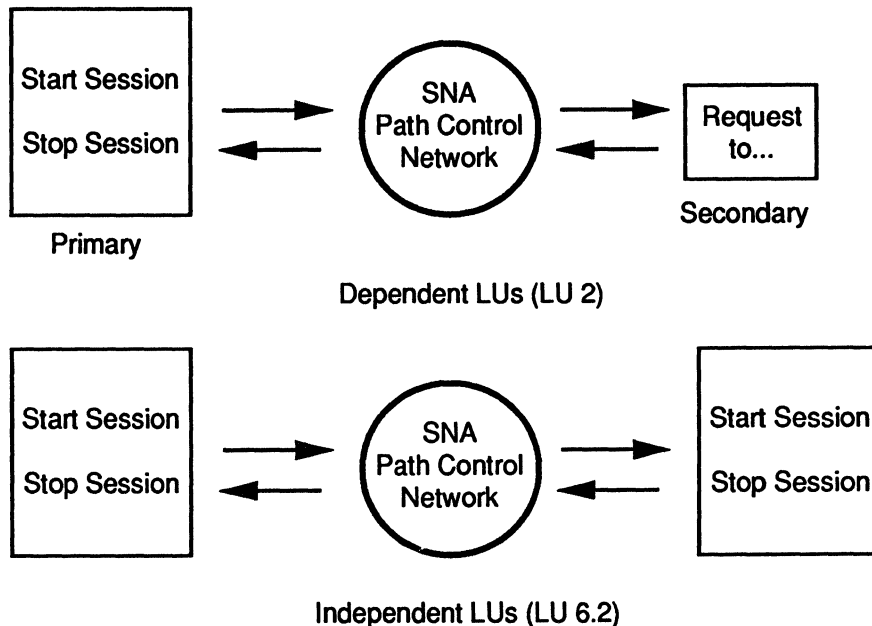 Start Session
Stop Session
SNA
Path Control
Network
Request
to...
Primary
Secondary
Dependent LUs (LU 2)
Start Session
Stop Session
SNA
Path Control
Network
Start Session
Stop Session
Independent LUs (LU 6.2)